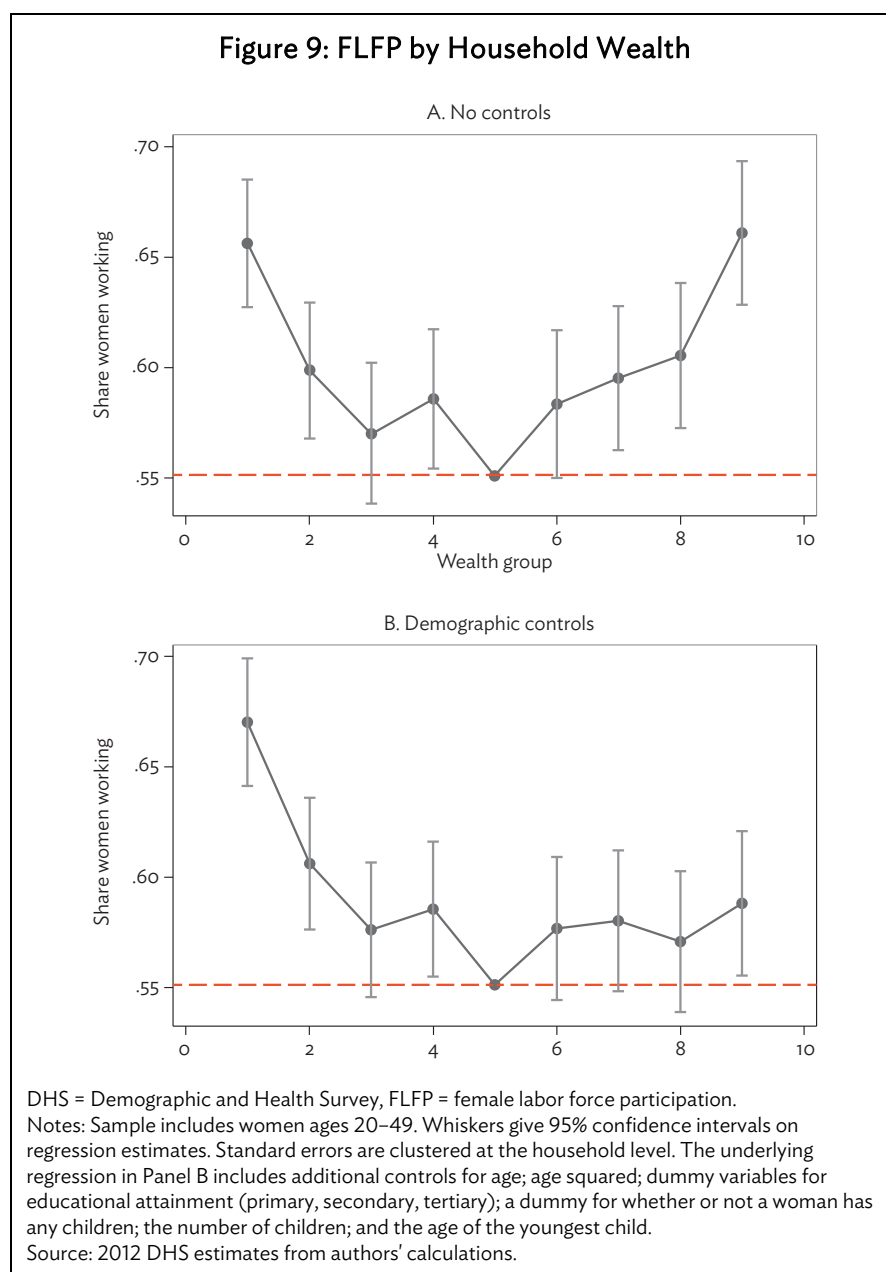 Figure 9: FLFP by Household Wealth
A. No controls
Share women working
.70
.65
.60
.55
0 2 4 6 8 10
Wealth group
B. Demographic controls
Share women working
.70
.65
.60
.55
0 2 4 6 8 10
DHS = Demographic and Health Survey, FLFP = female labor force participation.
Notes: Sample includes women ages 20–49. Whiskers give 95% confidence intervals on
regression estimates. Standard errors are clustered at the household level. The underlying
regression in Panel B includes additional controls for age; age squared; dummy variables for
educational attainment (primary, secondary, tertiary); a dummy for whether or not a woman has
any children; the number of children; and the age of the youngest child.
Source: 2012 DHS estimates from authors' calculations.